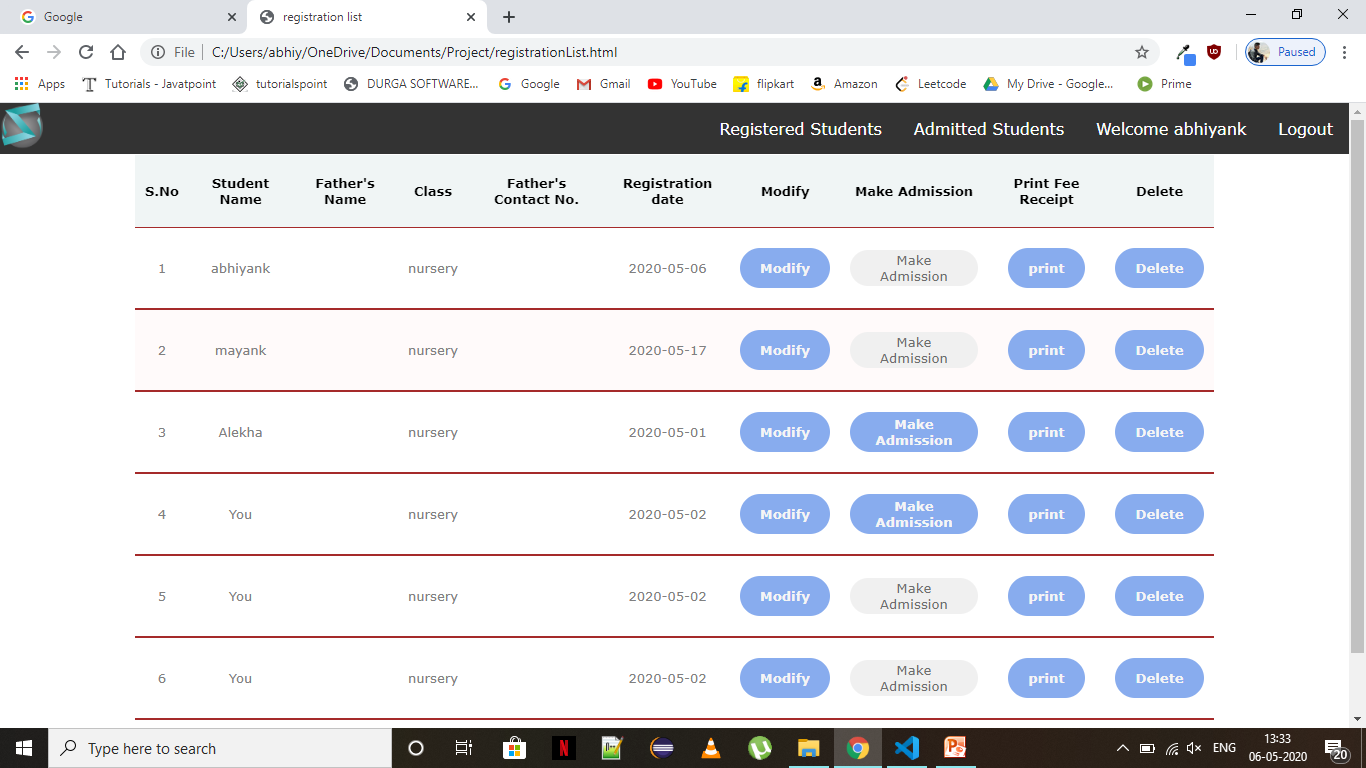 Google
registration list
File
C:/Users/abhiy/OneDrive/Documents/Project/registrationList.html
Paused
Apps
Tutorials - Javatpoint
tutorialspoint
DURGA SOFTWARE...
Google
Gmail
YouTube
flipkart
Amazon
Leetcode
My Drive - Google...
Prime
Registered Students
Admitted Students
Welcome abhiyank
Logout
S.No
Student
Name
Father's
Name
Class
Father's
Contact No.
Registration
date
Modify
Make Admission
Print Fee
Receipt
Delete
1
abhiyank
nursery
2020-05-06
Modify
Make
Admission
print
Delete
2
mayank
nursery
2020-05-17
Modify
Make
Admission
print
Delete
3
Alekha
nursery
2020-05-01
Modify
Make
Admission
print
Delete
4
You
nursery
2020-05-02
Modify
Make
Admission
print
Delete
5
You
nursery
2020-05-02
Modify
Make
Admission
print
Delete
6
You
nursery
2020-05-02
Modify
Make
Admission
print
Delete
Type here to search
ENG
13:33
06-05-2020
20